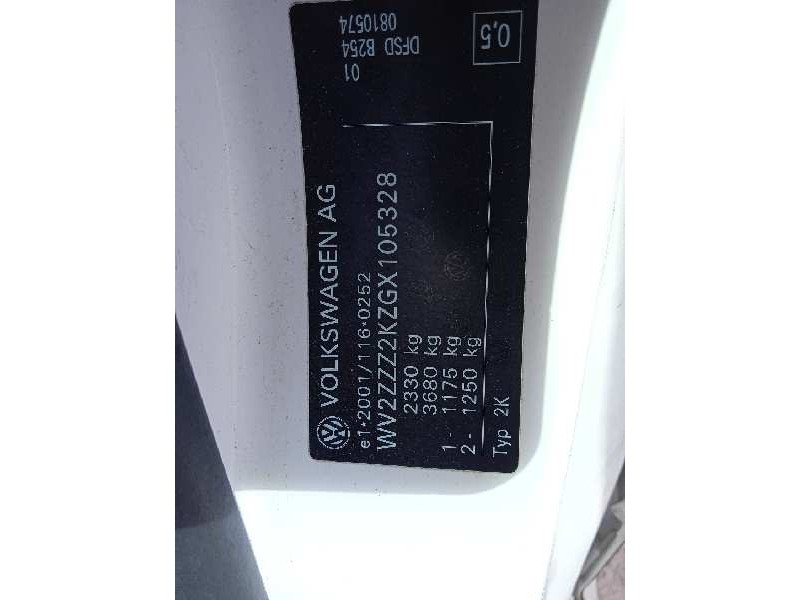 VOLKSWAGEN AG
e1*2001/116*0252
WV2ZZZ2KZGX105328
2330 kg
3680 kg
1 - 1175 kg
2 - 1250 kg
Typ 2K
01
DFSD B254
0810574
0,5